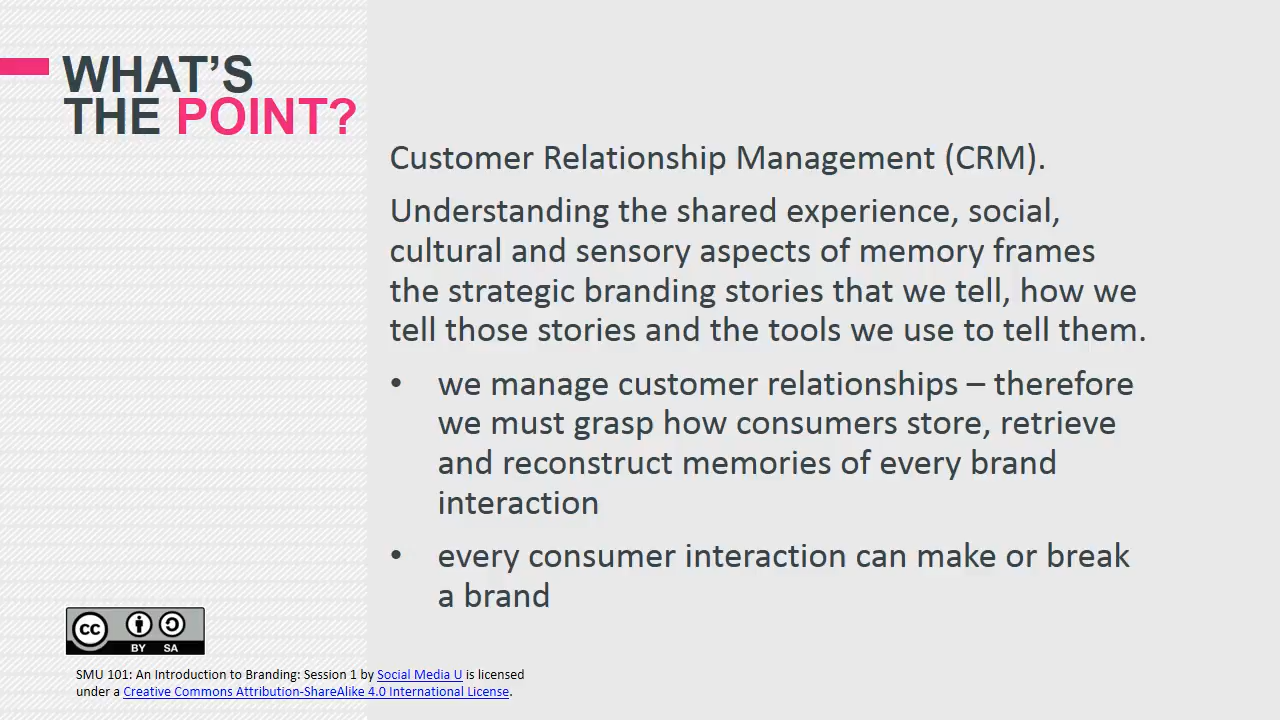 WHAT'S
THE POINT?
Customer Relationship Management (CRM).
Understanding the shared experience, social,
cultural and sensory aspects of memory frames
the strategic branding stories that we tell, how we
tell those stories and the tools we use to tell them.
• we manage customer relationships – therefore
we must grasp how consumers store, retrieve
and reconstruct memories of every brand
interaction
• every consumer interaction can make or break
a brand
cc
BY SA
SMU 101: An Introduction to Branding: Session 1 by Social Media U is licensed
under a Creative Commons Attribution-ShareAlike 4.0 International License.